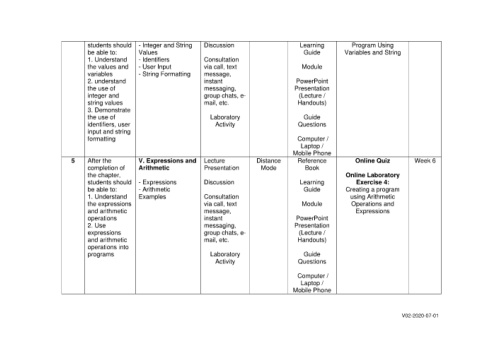 students should
be able to:
1. Understand
the values and
variables
2. understand
the use of
integer and
string values
3. Demonstrate
the use of
identifiers, user
input and string
formatting
- Integer and String
Values
- Identifiers
- User Input
- String Formatting
Discussion
Consultation
via call, text
message,
instant
messaging,
group chats, e-
mail, etc.
Laboratory
Activity
Learning
Guide
Module
PowerPoint
Presentation
(Lecture /
Handouts)
Guide
Questions
Computer /
Laptop /
Mobile Phone
Program Using
Variables and String
5
After the
completion of
the chapter,
students should
be able to:
1. Understand
the expressions
and arithmetic
operations
2. Use
expressions
and arithmetic
operations into
programs
V. Expressions and
Arithmetic
- Expressions
- Arithmetic
Examples
Lecture
Presentation
Discussion
Consultation
via call, text
message,
instant
messaging,
group chats, e-
mail, etc.
Laboratory
Activity
Distance
Mode
Reference
Book
Learning
Guide
Module
PowerPoint
Presentation
(Lecture /
Handouts)
Guide
Questions
Computer /
Laptop /
Mobile Phone
Online Quiz
Online Laboratory
Exercise 4:
Creating a program
using Arithmetic
Operations and
Expressions
Week 6
V02-2020-07-01